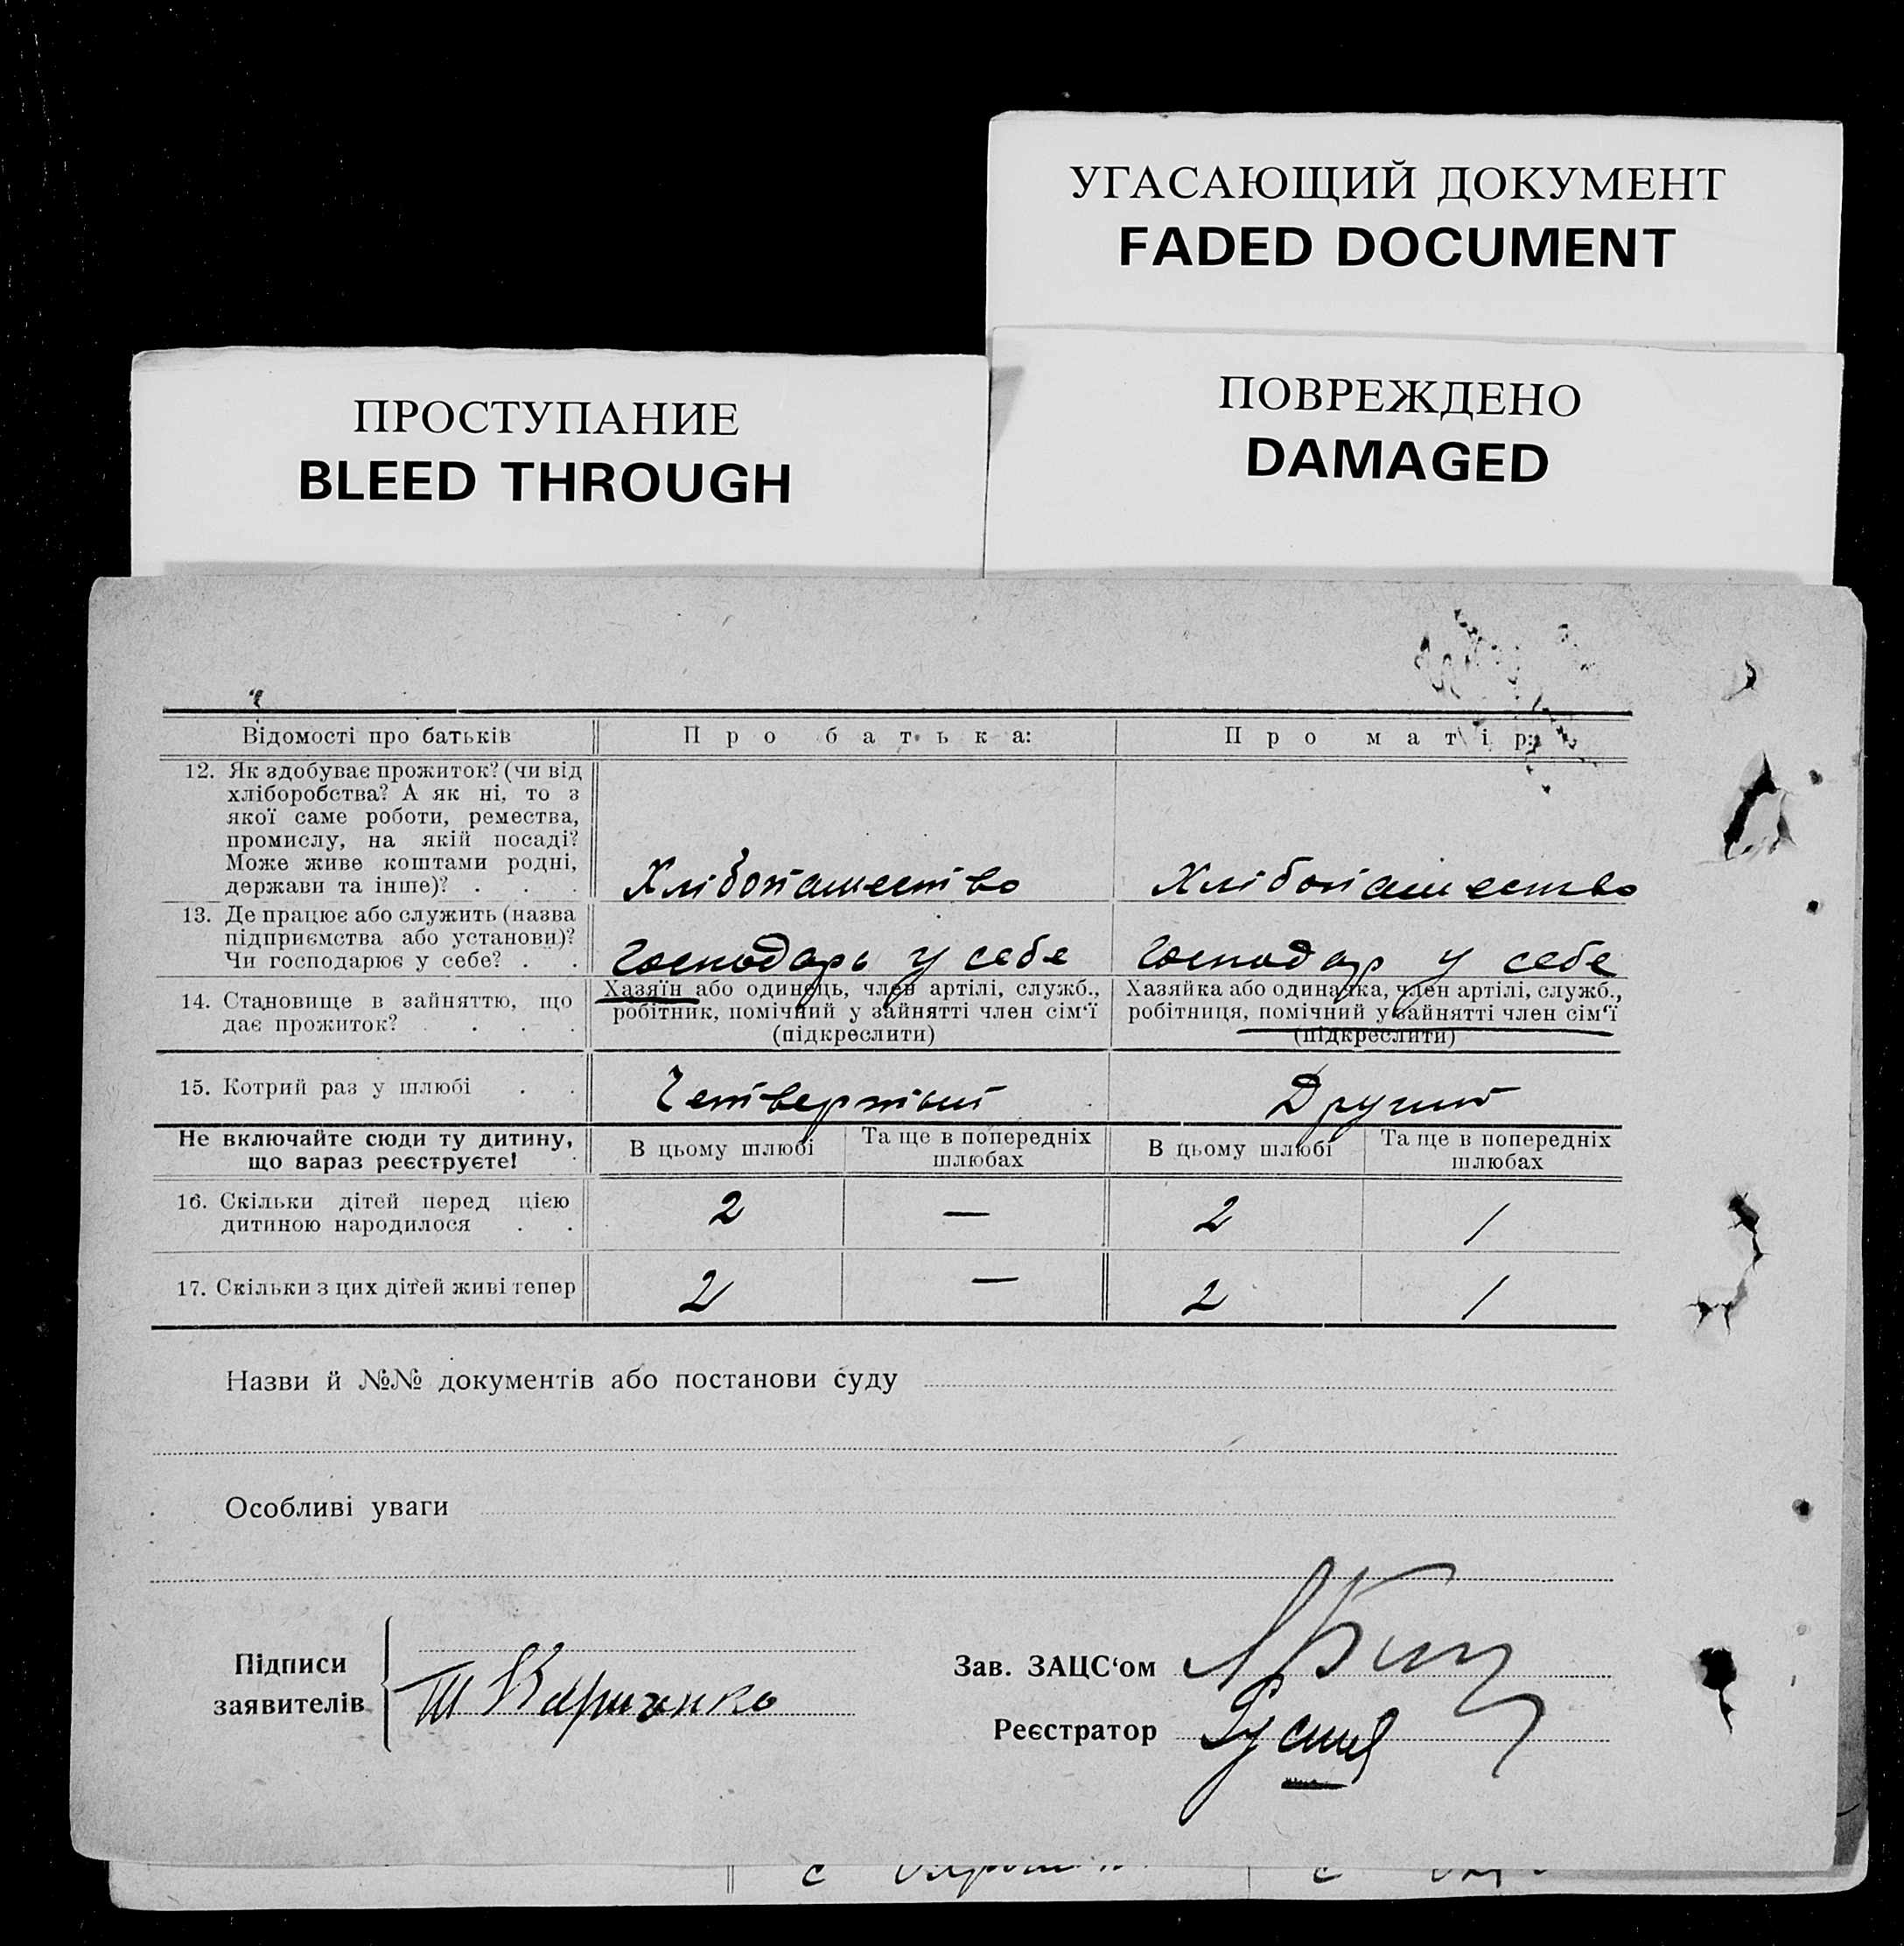 УГАСАЮЩИЙ ДОКУМЕНТ
FADED DOCUMENT
ПОВРЕЖДЕНО
DAMAGED
ПРОСТУПАНИЕ
BLEED THROUGH
Відомості про батьків
Про батька:
Про матір:
12. Як здобуває прожиток? (чи від
хліборобства? А як ні, то з
якої саме роботи, ремества,
промислу, на якій посаді?
Може живе коштами родні,
держави та інше)? . . .
Хлібопашество
Хлібопашество
13. Де працює або служить (назва
підприємства або установи)?
Чи господарює у себе? . .
Господарь у себе
Господар у себе
14. Становище в зайняттю, що
дає прожиток? . . . .
Хазяїн або одинець, член артілі, служб.,
робітник, помічний у зайнятті член сім‘ї
(підкреслити)
Хазяйка або одиначка, член артілі, служб.,
робітниця, помічний у зайнятті член сім‘ї
(підкреслити)
15. Котрий раз у шлюбі . .
Четвертий
Другий
Не включайте сюди ту дитину,
що зараз реєструєте!
В цьому шлюбі
Та ще в попередніх
шлюбах
В цьому шлюбі
Та ще в попередніх
шлюбах
16. Скільки дітей перед цією
дитиною народилося . .
2 — 2 1
17. Скільки з цих дітей живі тепер
2 — 2 1
Назви й №№ документів або постанови суду
Особливі уваги
Підписи
заявителів
Зав. ЗАЦС‘ом
Реєстратор